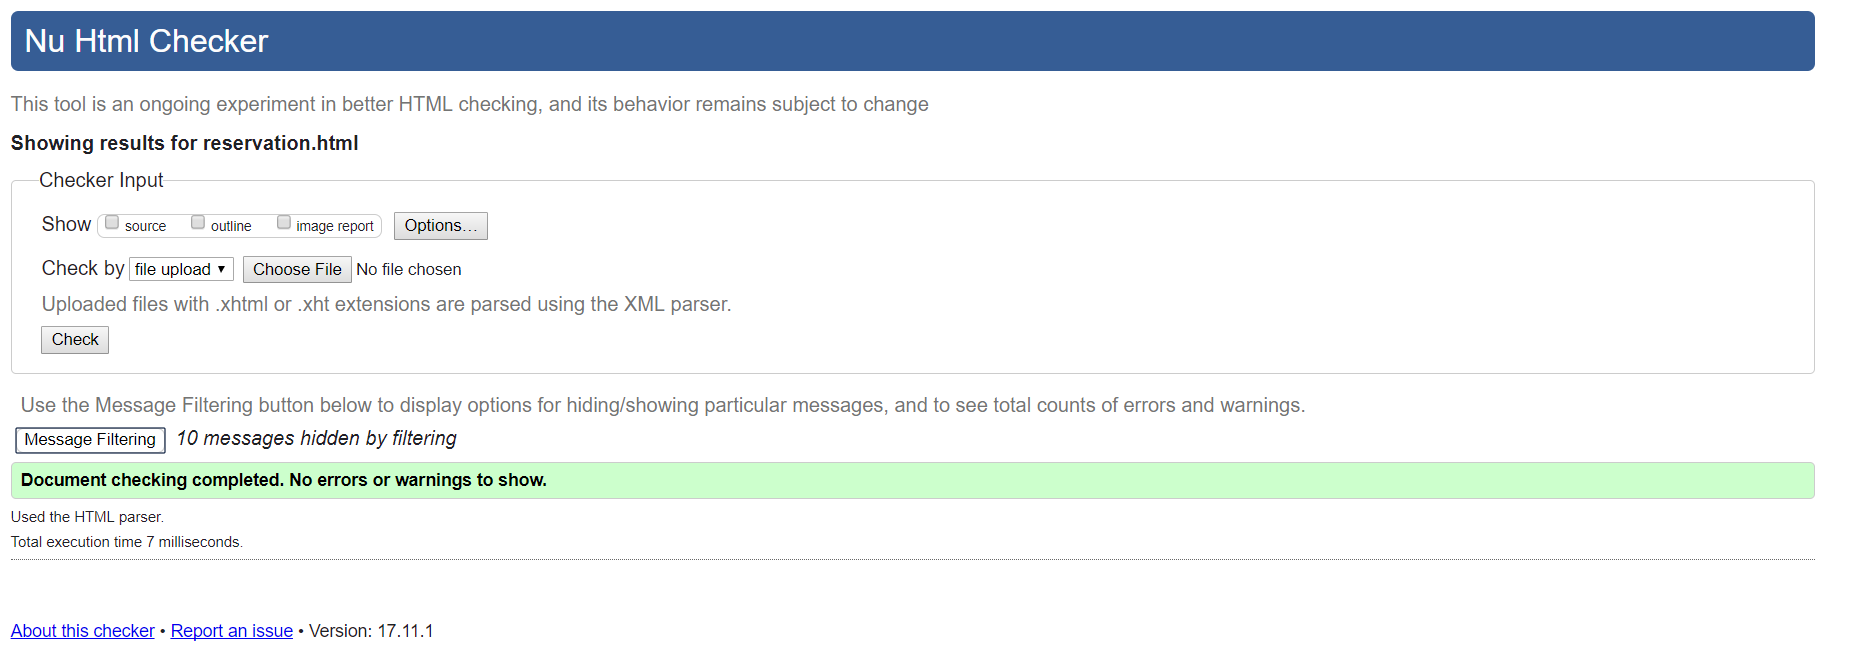 Nu Html Checker
This tool is an ongoing experiment in better HTML checking, and its behavior remains subject to change
Showing results for reservation.html
Checker Input
Show source outline image report Options...
Check by file upload Choose File No file chosen
Uploaded files with .xhtml or .xht extensions are parsed using the XML parser.
Check
Use the Message Filtering button below to display options for hiding/showing particular messages, and to see total counts of errors and warnings.
Message Filtering 10 messages hidden by filtering
Document checking completed. No errors or warnings to show.
Used the HTML parser.
Total execution time 7 milliseconds.
About this checker • Report an issue • Version: 17.11.1